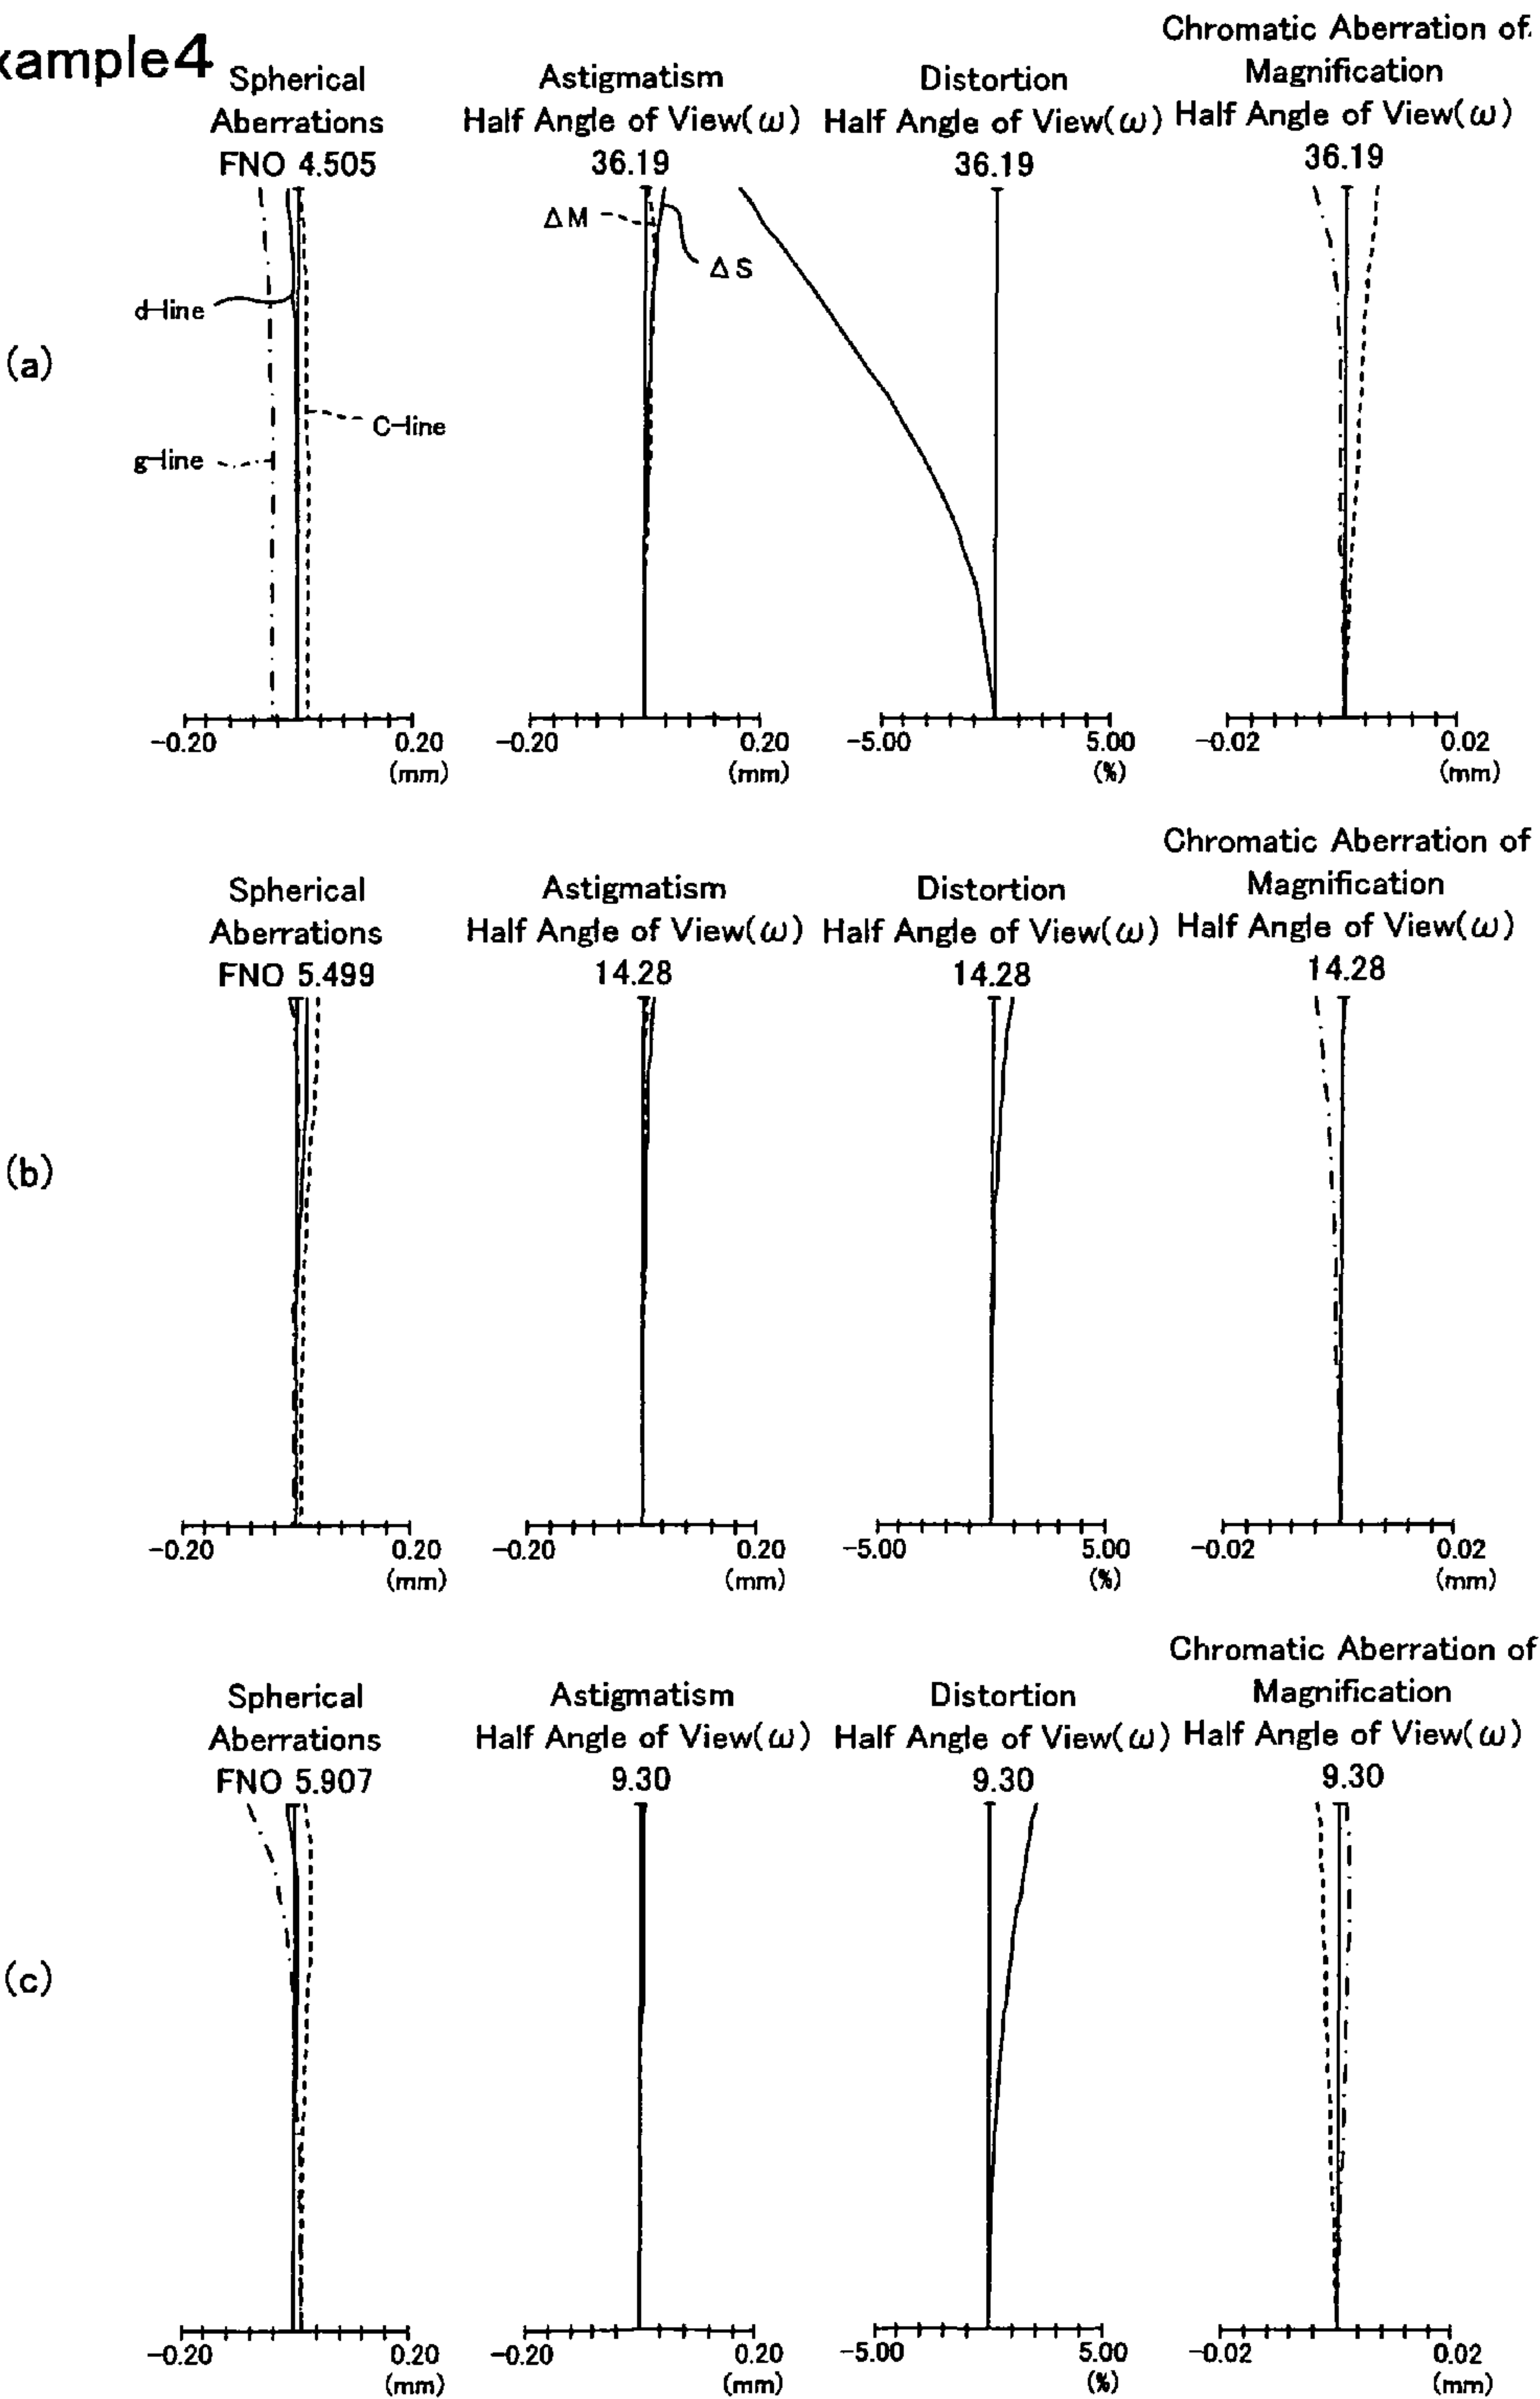 xample4
Spherical
Aberrations
FNO 4.505
Astigmatism
Half Angle of View(ω)
36.19
Distortion
Half Angle of View(ω)
36.19
Chromatic Aberration of
Magnification
Half Angle of View(ω)
36.19
(a)
d-line
g-line
C-line
ΔM
ΔS
-0.20
0.20
(mm)
-0.20
0.20
(mm)
-5.00
5.00
(%)
-0.02
0.02
(mm)
Spherical
Aberrations
FNO 5.499
Astigmatism
Half Angle of View(ω)
14.28
Distortion
Half Angle of View(ω)
14.28
Chromatic Aberration of
Magnification
Half Angle of View(ω)
14.28
(b)
-0.20
0.20
(mm)
-0.20
0.20
(mm)
-5.00
5.00
(%)
-0.02
0.02
(mm)
Spherical
Aberrations
FNO 5.907
Astigmatism
Half Angle of View(ω)
9.30
Distortion
Half Angle of View(ω)
9.30
Chromatic Aberration of
Magnification
Half Angle of View(ω)
9.30
(c)
-0.20
0.20
(mm)
-0.20
0.20
(mm)
-5.00
5.00
(%)
-0.02
0.02
(mm)